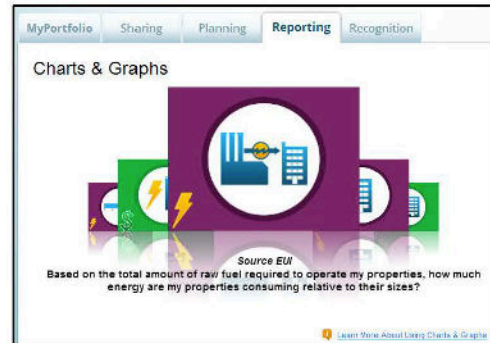 MyPortfolio Sharing Planning Reporting Recognition
Charts & Graphs
Source EUI
Based on the total amount of raw fuel required to operate my properties, how much
energy are my properties consuming relative to their sizes?
Learn More About Using Charts & Graphs